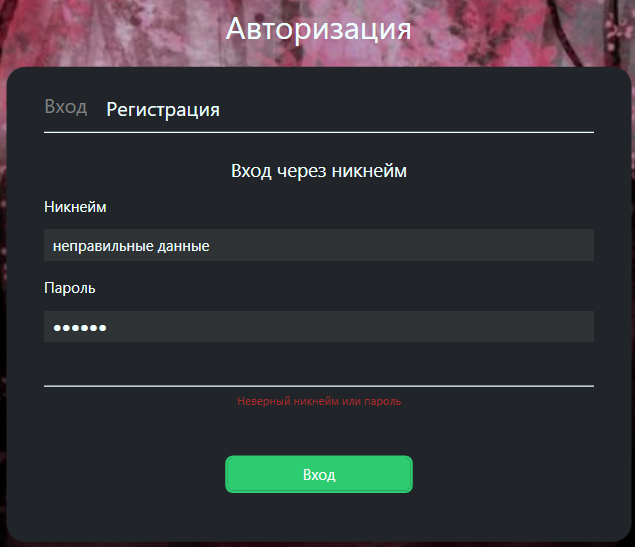 Авторизация
Вход Регистрация
Вход через никнейм
Никнейм
неправильные данные
Пароль
••••••
Неверный никнейм или пароль
Вход